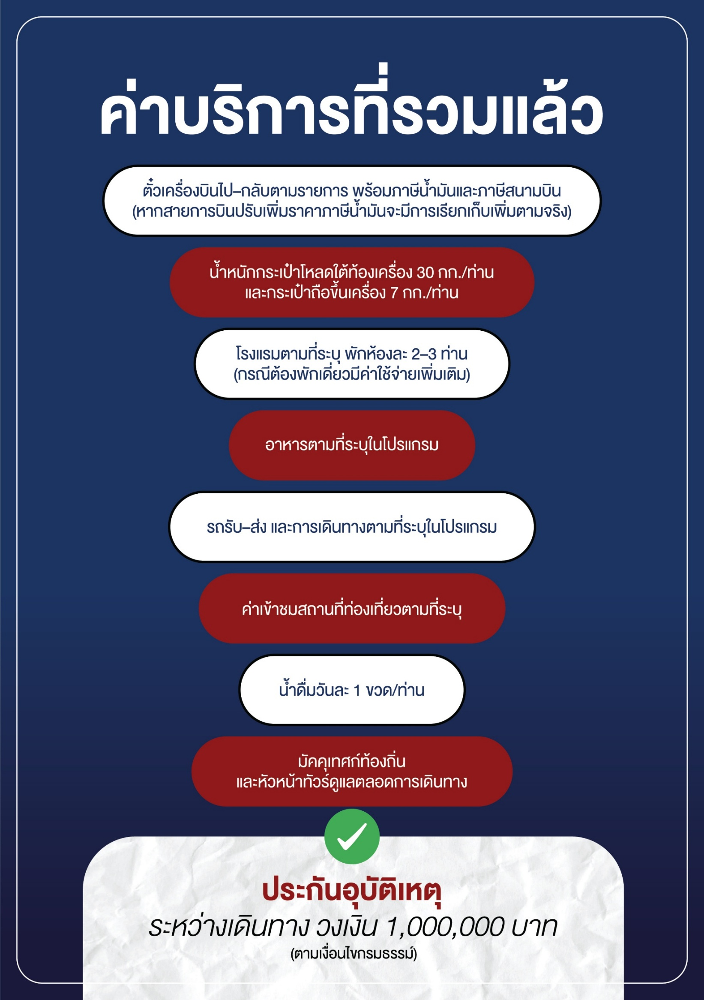 ค่าบริการที่รวมแล้ว
ตั๋วเครื่องบินไป–กลับตามรายการ พร้อมภาษีน้ำมันและภาษีสนามบิน
(หากสายการบินปรับเพิ่มราคาภาษีน้ำมันจะมีการเรียกเก็บเพิ่มตามจริง)
น้ำหนักกระเป๋าโหลดใต้ท้องเครื่อง 30 กก./ท่าน
และกระเป๋าถือขึ้นเครื่อง 7 กก./ท่าน
โรงแรมตามที่ระบุ พักห้องละ 2–3 ท่าน
(กรณีต้องพักเดี่ยวมีค่าใช้จ่ายเพิ่มเติม)
อาหารตามที่ระบุในโปรแกรม
รถรับ–ส่ง และการเดินทางตามที่ระบุในโปรแกรม
ค่าเข้าชมสถานที่ท่องเที่ยวตามที่ระบุ
น้ำดื่มวันละ 1 ขวด/ท่าน
มัคคุเทศก์ท้องถิ่น
และหัวหน้าทัวร์ดูแลตลอดการเดินทาง
ประกันอุบัติเหตุ
ระหว่างเดินทาง วงเงิน 1,000,000 บาท
(ตามเงื่อนไขกรมธรรม์)